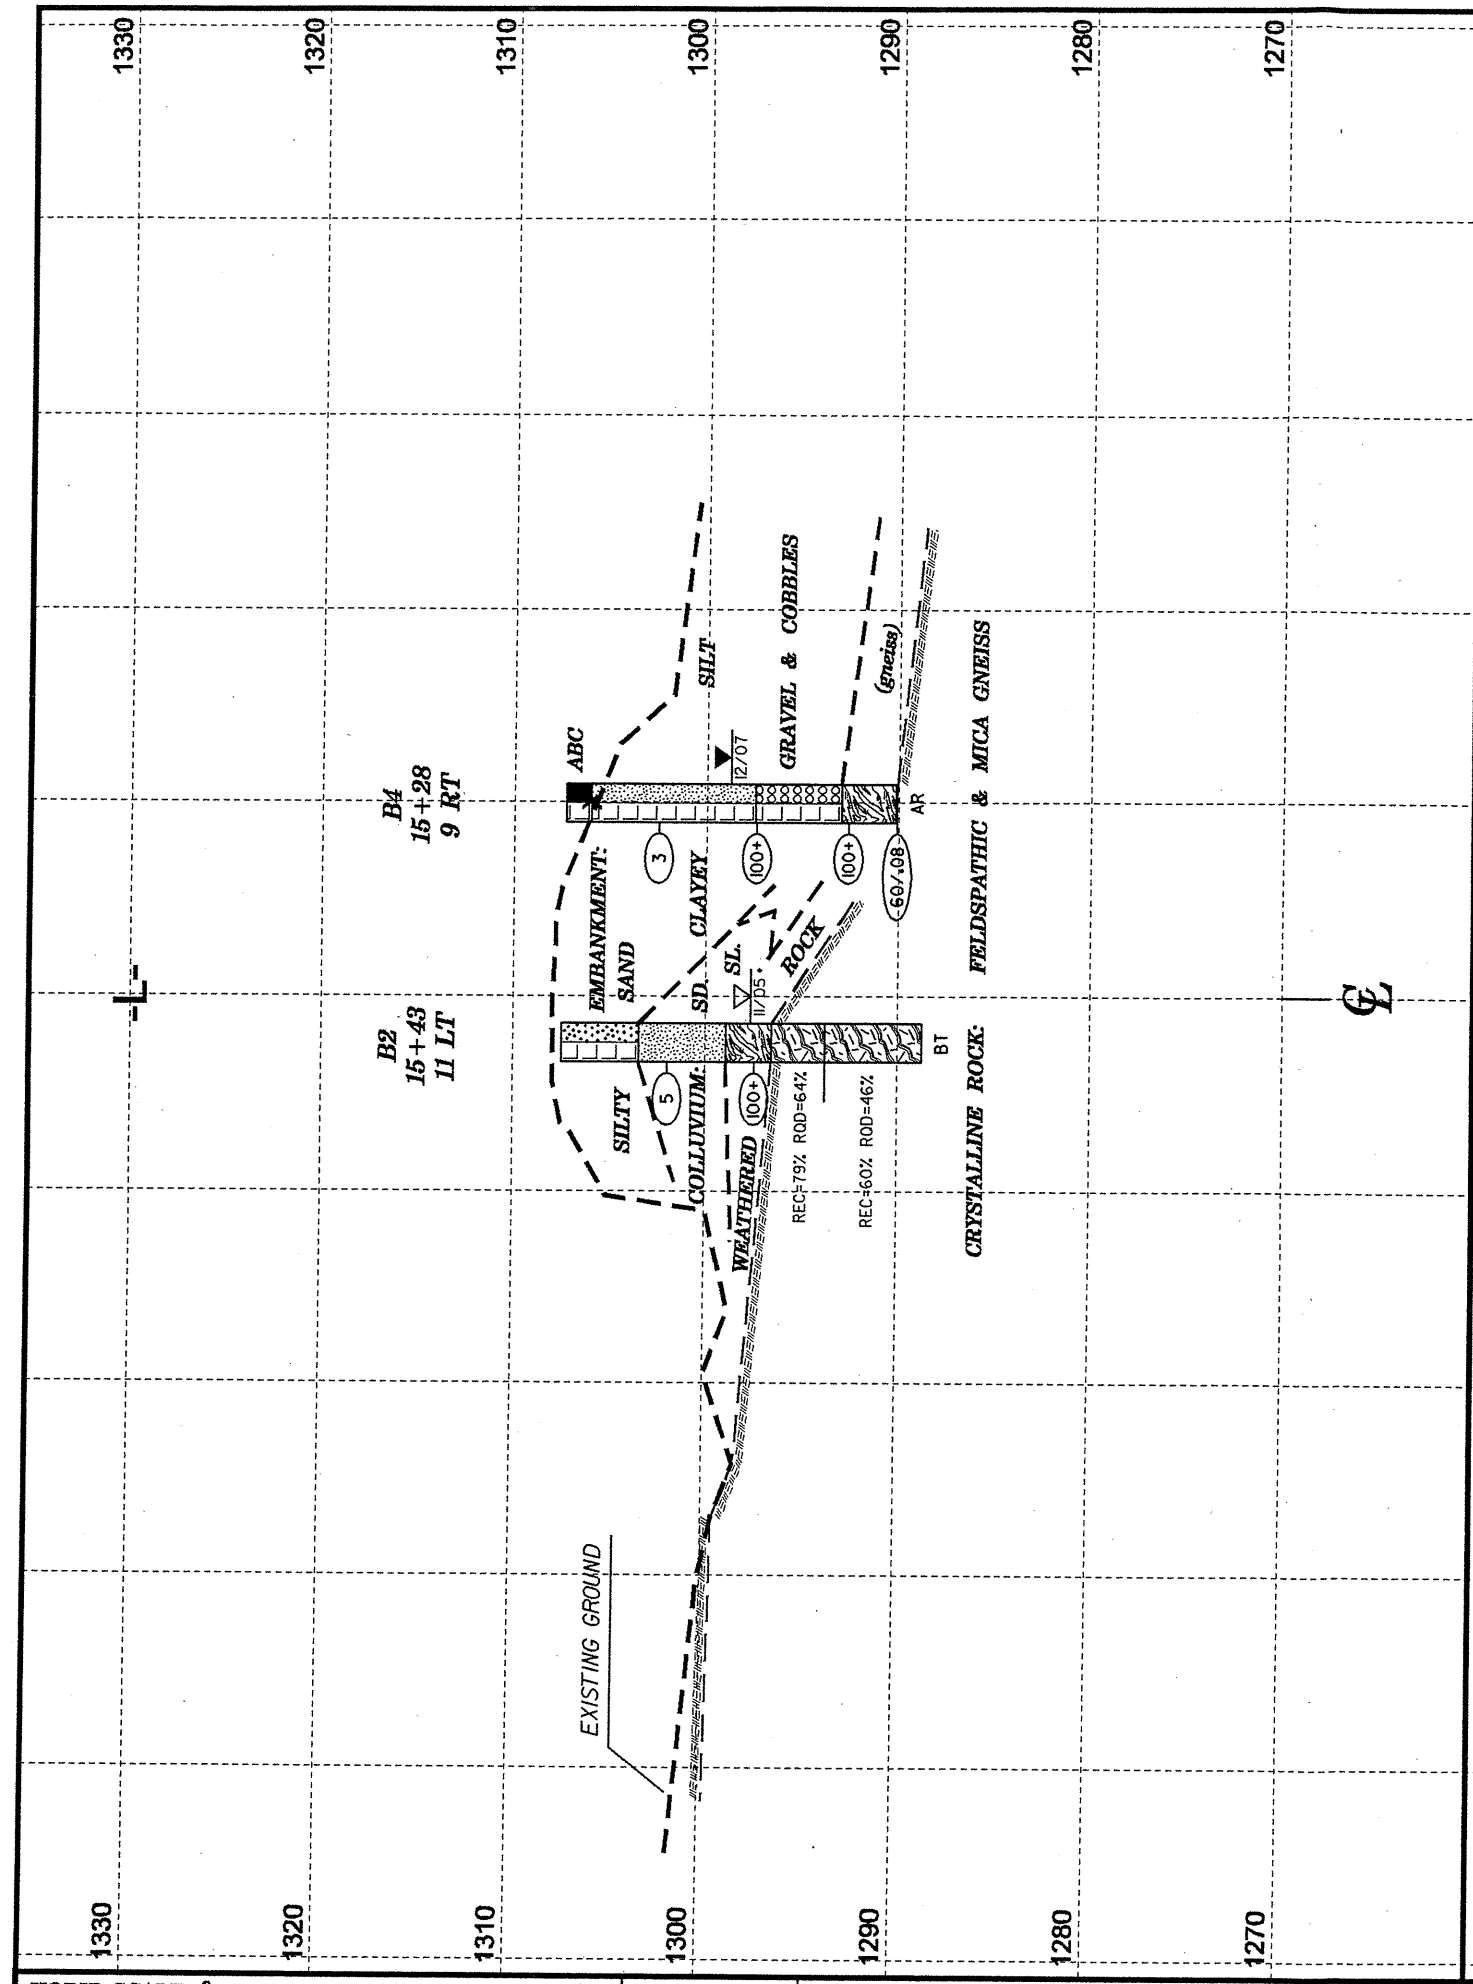 1330
1320
1310
1300
1290
1280
1270
-L-
B2
15+43
11 LT
B4
15+28
9 RT
ABC
EMBANKMENT:
SILTY SAND
5
3
COLLUVIUM: SD. CLAYEY SILT
SL.
EXISTING GROUND
12/07
11/05
GRAVEL & COBBLES
100+
100+
100+
WEATHERED ROCK
(gneiss)
REC=79% RQD=64%
REC=60% RQD=46%
60/.08
AR
BT
CRYSTALLINE ROCK: FELDSPATHIC & MICA GNEISS
CL
1330
1320
1310
1300
1290
1280
1270